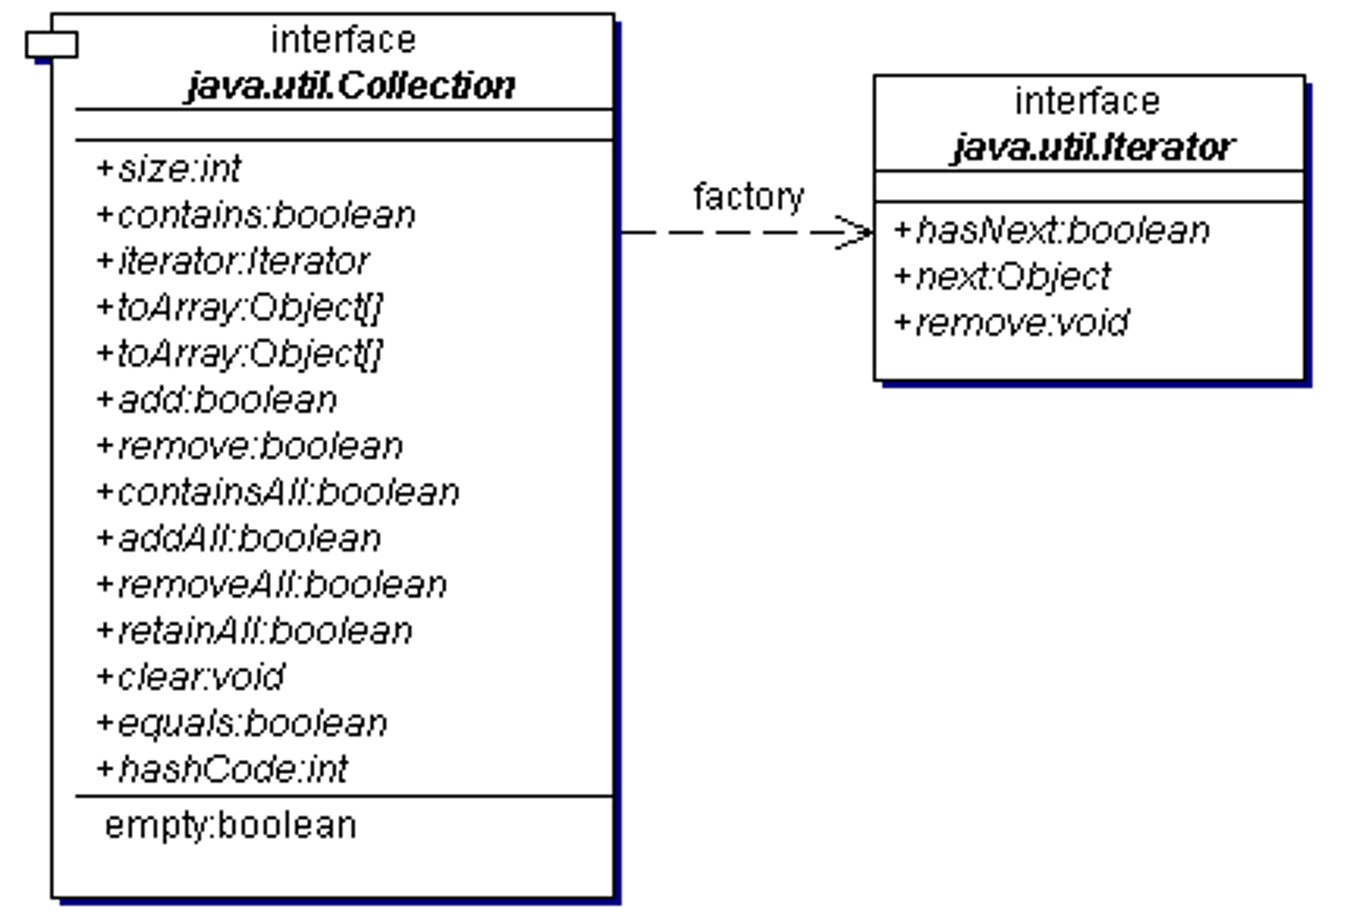 interface
java.util.Collection
+size:int
+contains:boolean
+iterator:Iterator
+toArray:Object[]
+toArray:Object[]
+add:boolean
+remove:boolean
+containsAll:boolean
+addAll:boolean
+removeAll:boolean
+retainAll:boolean
+clear:void
+equals:boolean
+hashCode:int
empty:boolean
factory
interface
java.util.Iterator
+hasNext:boolean
+next:Object
+remove:void